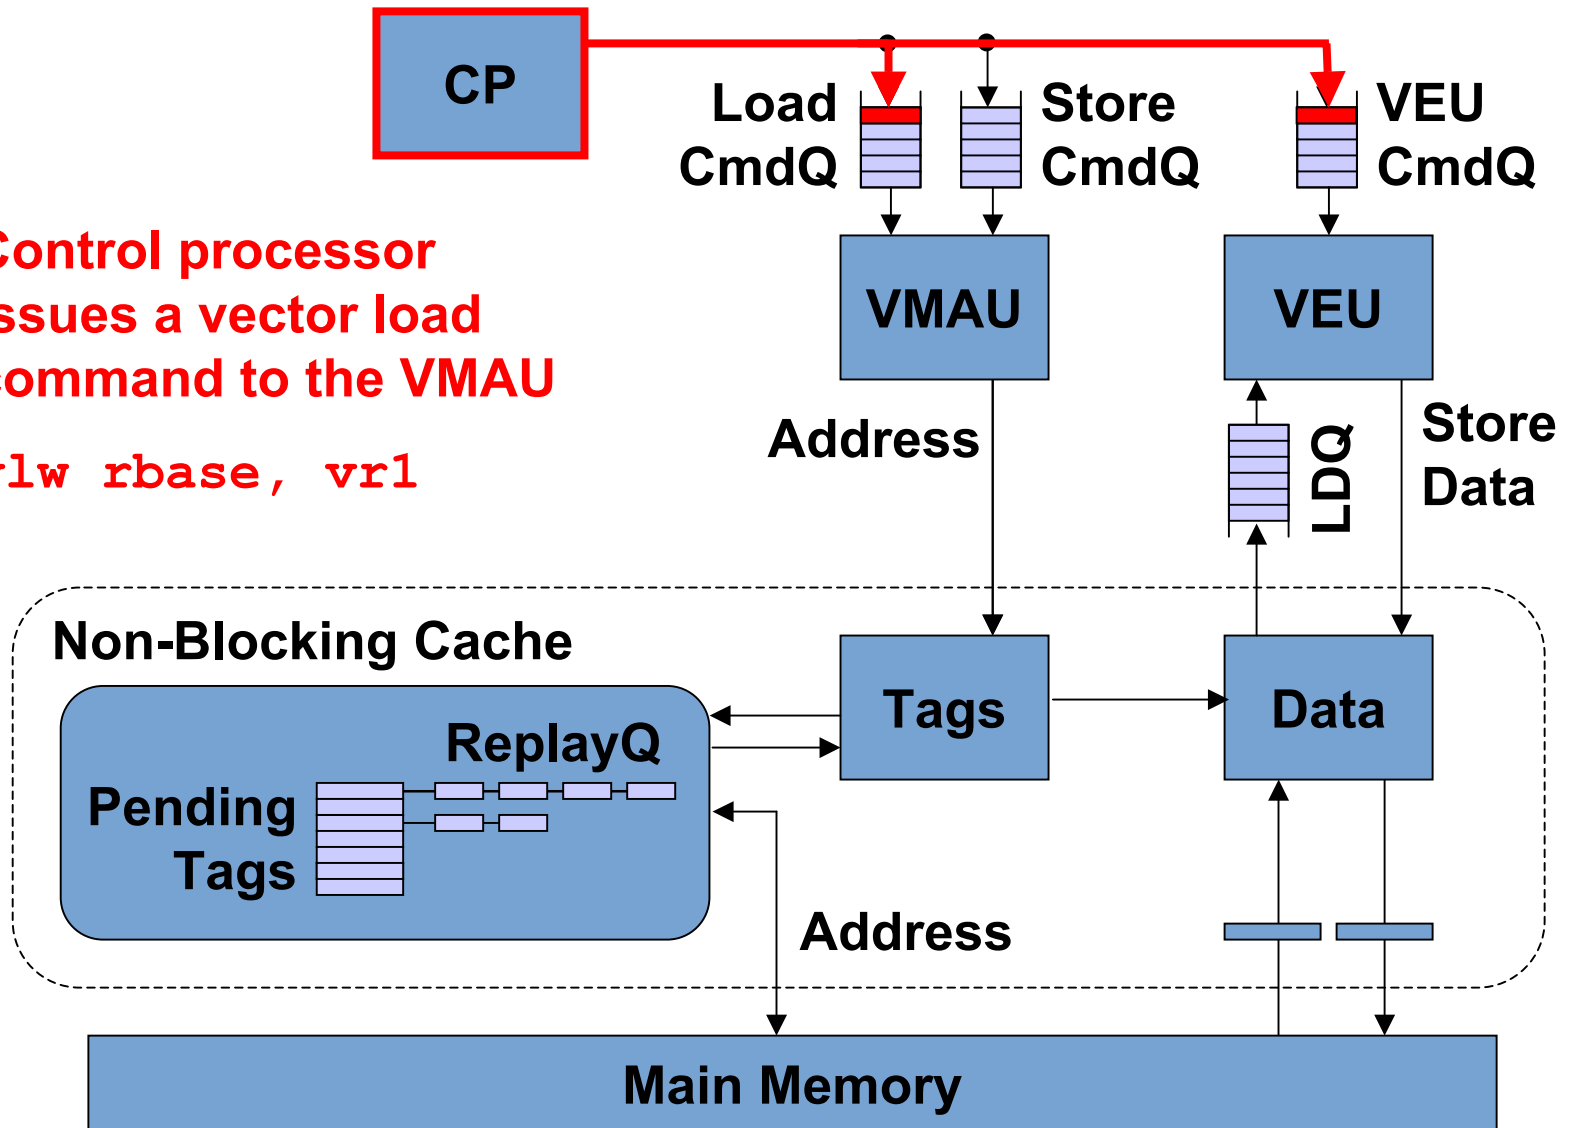 CP
Load
CmdQ
Store
CmdQ
VEU
CmdQ
Control processor
issues a vector load
command to the VMAU
vlw rbase, vr1
VMAU
VEU
Address
LDQ
Store
Data
Non-Blocking Cache
ReplayQ
Pending
Tags
Tags
Data
Address
Main Memory